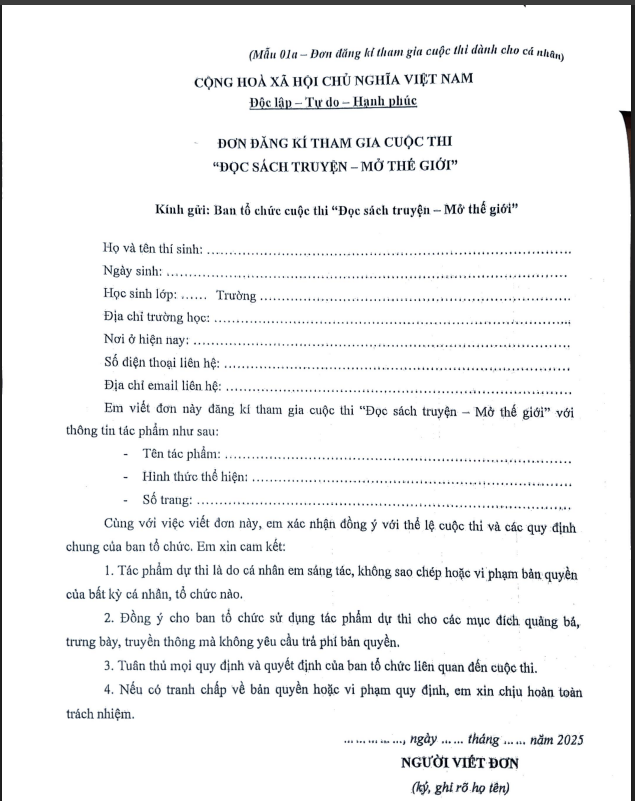 (Mẫu 01a – Đơn đăng kí tham gia cuộc thi dành cho cá nhân)
CỘNG HOÀ XÃ HỘI CHỦ NGHĨA VIỆT NAM
Độc lập – Tự do – Hạnh phúc
ĐƠN ĐĂNG KÍ THAM GIA CUỘC THI
“ĐỌC SÁCH TRUYỆN – MỞ THẾ GIỚI”
Kính gửi: Ban tổ chức cuộc thi “Đọc sách truyện – Mở thế giới”
Họ và tên thí sinh: ........................................................
Ngày sinh: ........................................................
Học sinh lớp: ...... Trường ........................................................
Địa chỉ trường học: ........................................................
Nơi ở hiện nay: ........................................................
Số điện thoại liên hệ: ........................................................
Địa chỉ email liên hệ: ........................................................
Em viết đơn này đăng kí tham gia cuộc thi “Đọc sách truyện – Mở thế giới” với
thông tin tác phẩm như sau:
- Tên tác phẩm: ........................................................
- Hình thức thể hiện: ........................................................
- Số trang: ........................................................
Cùng với việc viết đơn này, em xác nhận đồng ý với thể lệ cuộc thi và các quy định
chung của ban tổ chức. Em xin cam kết:
1. Tác phẩm dự thi là do cá nhân em sáng tác, không sao chép hoặc vi phạm bản quyền
của bất kỳ cá nhân, tổ chức nào.
2. Đồng ý cho ban tổ chức sử dụng tác phẩm dự thi cho các mục đích quảng bá,
trưng bày, truyền thông mà không yêu cầu trả phí bản quyền.
3. Tuân thủ mọi quy định và quyết định của ban tổ chức liên quan đến cuộc thi.
4. Nếu có tranh chấp về bản quyền hoặc vi phạm quy định, em xin chịu hoàn toàn
trách nhiệm.
... ... ... ... ..., ngày ... ... tháng ... ... năm 2025
NGƯỜI VIẾT ĐƠN
(ký, ghi rõ họ tên)